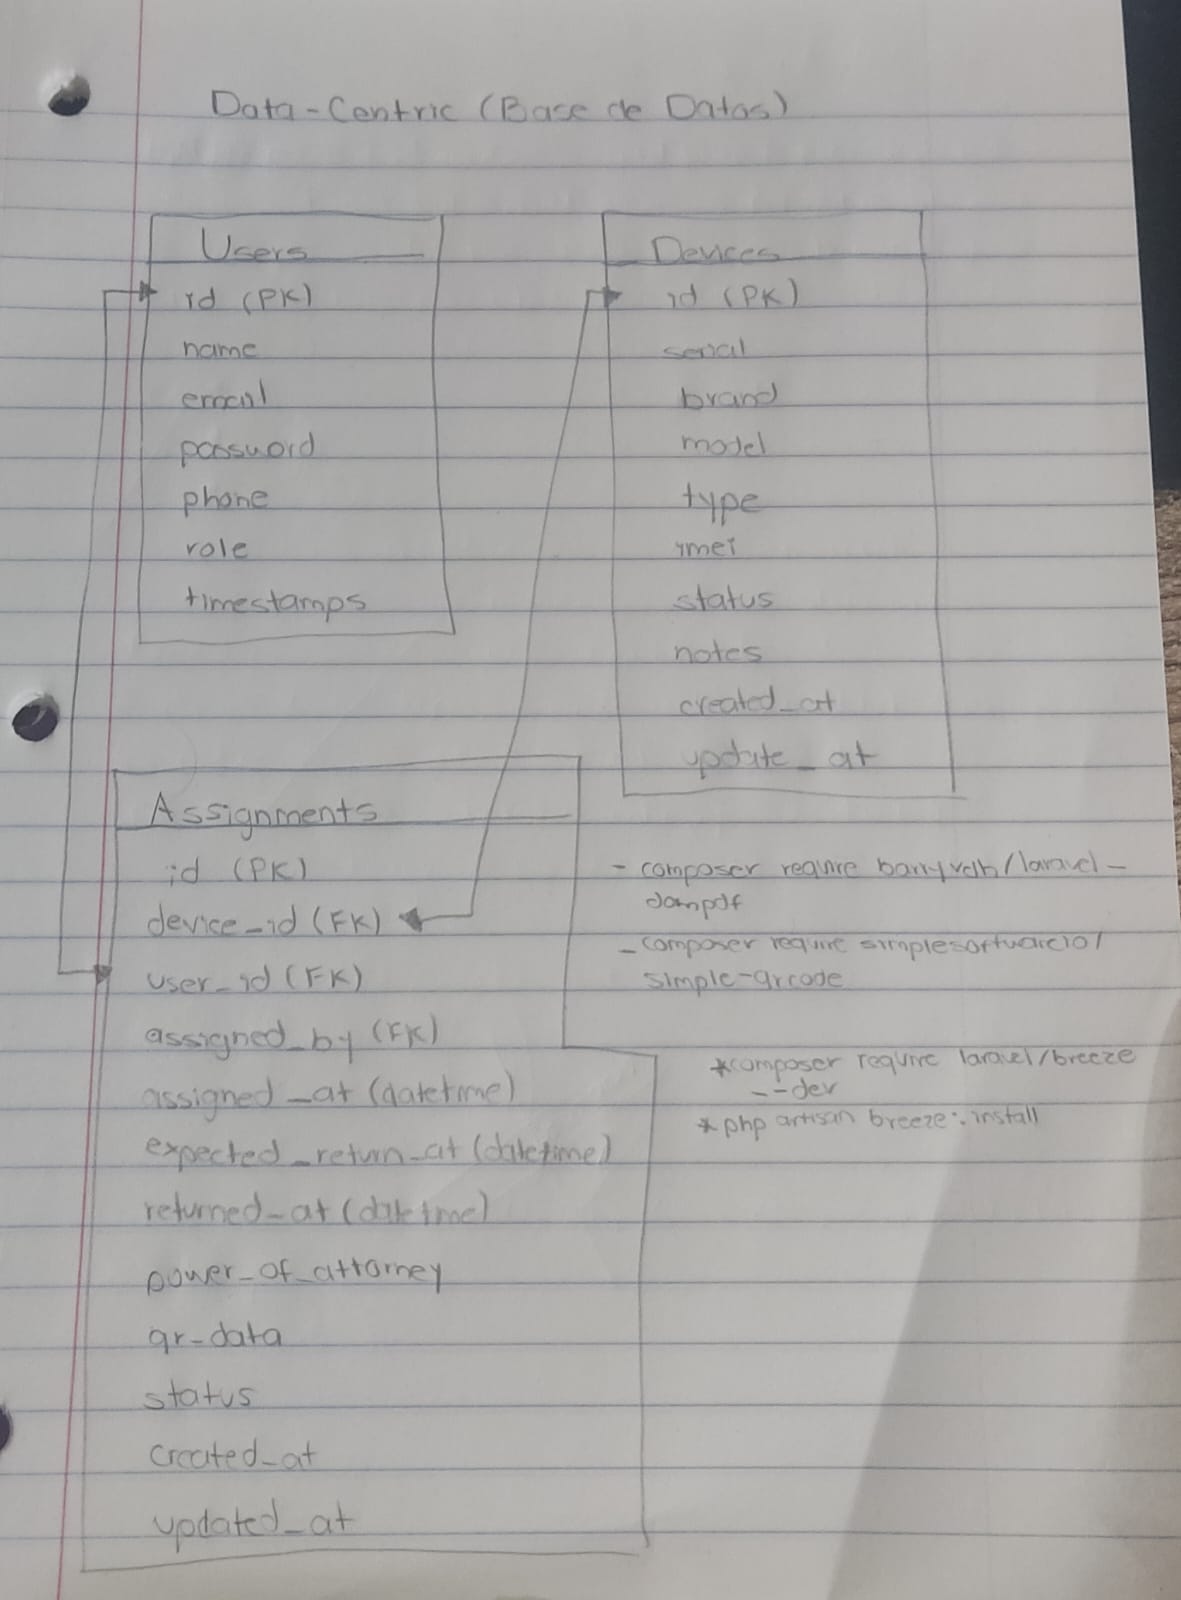 Data-Centric (Base de Datos)
Users
id (PK)
name
email
password
phone
role
timestamps
Devices
id (PK)
serial
brand
model
type
imei
status
notes
created_at
update_at
Assignments
id (PK)
device_id (FK)
user_id (FK)
assigned_by (FK)
assigned_at (datetime)
expected_return_at (datetime)
returned_at (datetime)
power_of_attorney
qr_data
status
created_at
updated_at
- composer require barryvdh/laravel-
dompdf
- composer require simplesoftwareio/
simple-qrcode
*composer require laravel/breeze
--dev
* php artisan breeze:install